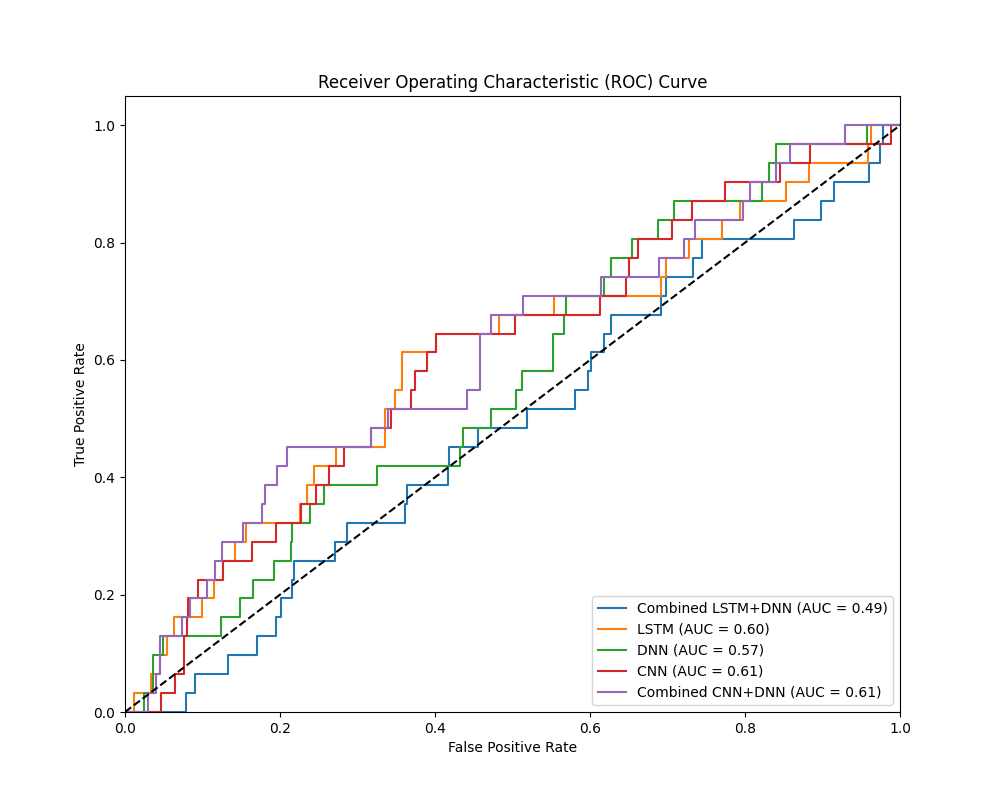 Receiver Operating Characteristic (ROC) Curve
True Positive Rate
1.0
0.8
0.6
0.4
0.2
0.0
0.0 0.2 0.4 0.6 0.8 1.0
False Positive Rate
Combined LSTM+DNN (AUC = 0.49)
LSTM (AUC = 0.60)
DNN (AUC = 0.57)
CNN (AUC = 0.61)
Combined CNN+DNN (AUC = 0.61)